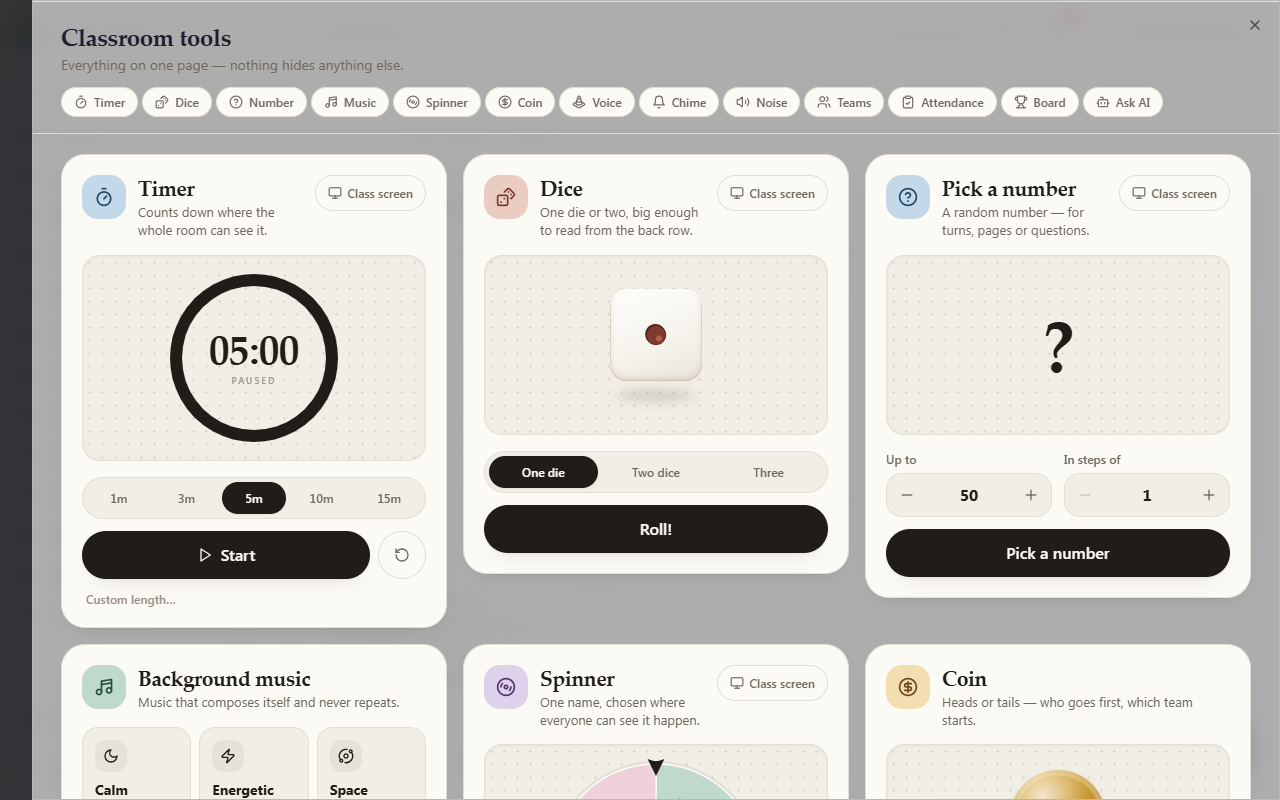 Classroom tools
Everything on one page — nothing hides anything else.
Timer
Dice
Number
Music
Spinner
Coin
Voice
Chime
Noise
Teams
Attendance
Board
Ask AI
Timer
Counts down where the
whole room can see it.
Class screen
05:00
PAUSED
1m
3m
5m
10m
15m
Start
Custom length...
Dice
One die or two, big enough
to read from the back row.
Class screen
One die
Two dice
Three
Roll!
Pick a number
A random number — for
turns, pages or questions.
Class screen
?
Up to
In steps of
− 50 +
− 1 +
Pick a number
Background music
Music that composes itself and never repeats.
Calm
Energetic
Space
Spinner
One name, chosen where
everyone can see it happen.
Class screen
Coin
Heads or tails — who goes first, which team
starts.